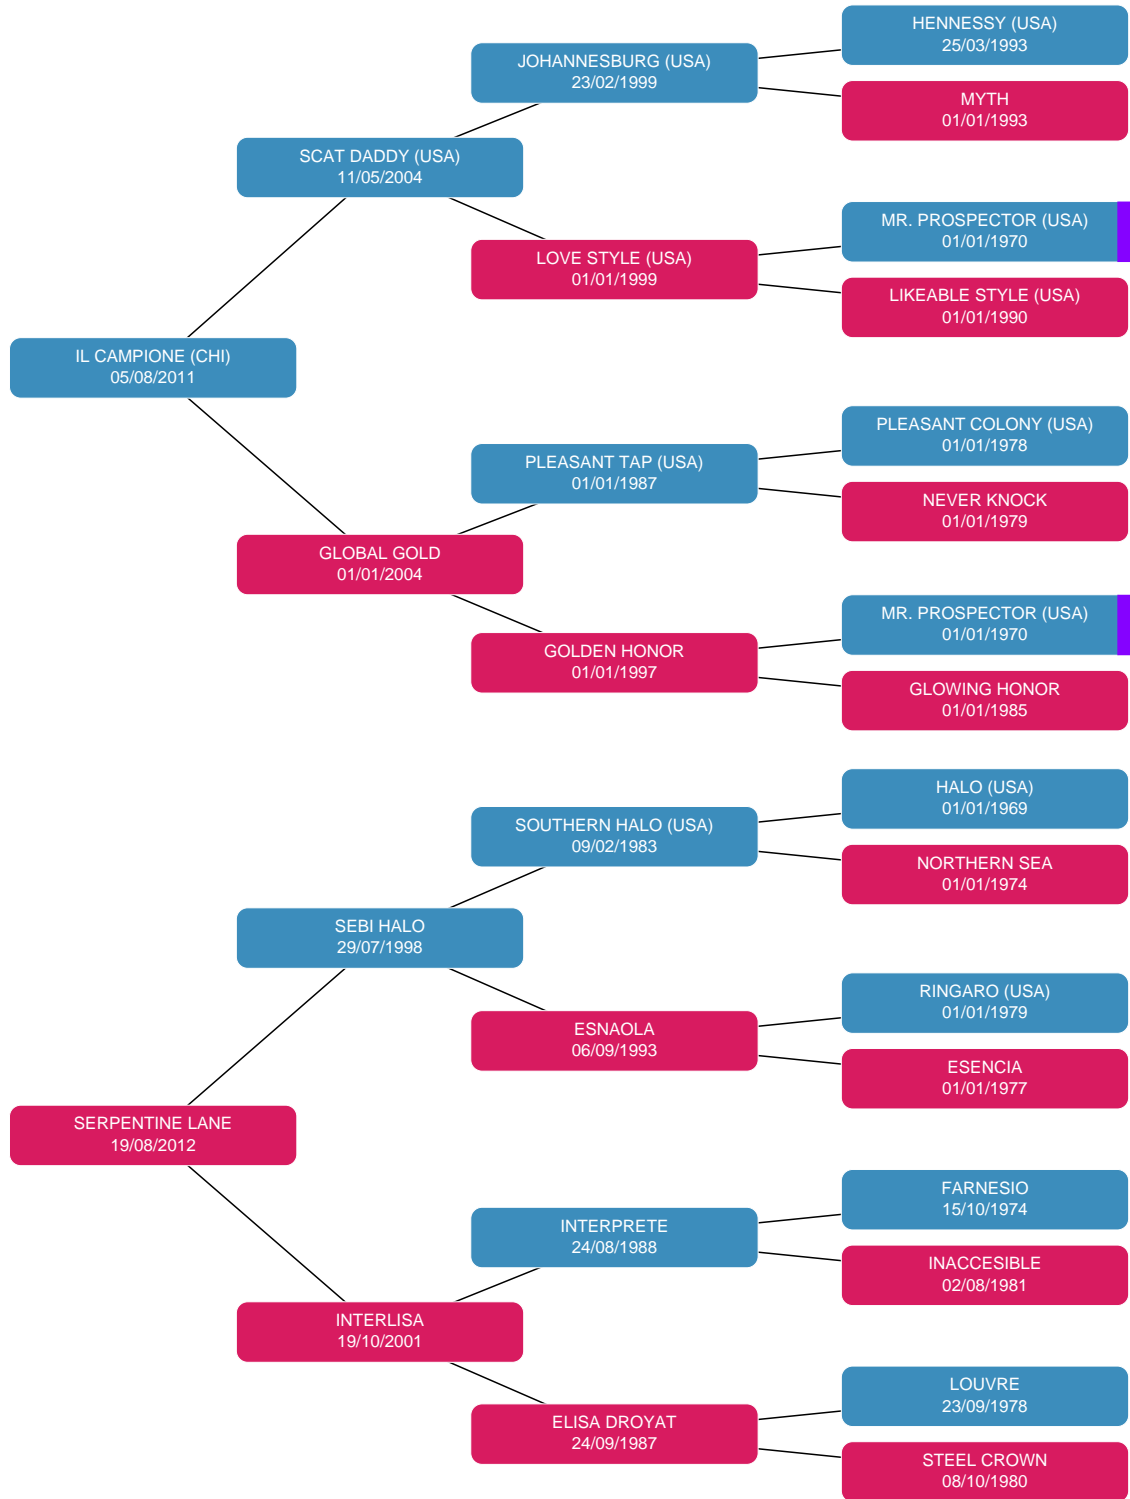 HENNESSY (USA)
25/03/1993
JOHANNESBURG (USA)
23/02/1999
MYTH
01/01/1993
SCAT DADDY (USA)
11/05/2004
MR. PROSPECTOR (USA)
01/01/1970
LOVE STYLE (USA)
01/01/1999
LIKEABLE STYLE (USA)
01/01/1990
IL CAMPIONE (CHI)
05/08/2011
PLEASANT COLONY (USA)
01/01/1978
PLEASANT TAP (USA)
01/01/1987
NEVER KNOCK
01/01/1979
GLOBAL GOLD
01/01/2004
MR. PROSPECTOR (USA)
01/01/1970
GOLDEN HONOR
01/01/1997
GLOWING HONOR
01/01/1985
HALO (USA)
01/01/1969
SOUTHERN HALO (USA)
09/02/1983
NORTHERN SEA
01/01/1974
SEBI HALO
29/07/1998
RINGARO (USA)
01/01/1979
ESNAOLA
06/09/1993
ESENCIA
01/01/1977
SERPENTINE LANE
19/08/2012
FARNESIO
15/10/1974
INTERPRETE
24/08/1988
INACCESIBLE
02/08/1981
INTERLISA
19/10/2001
LOUVRE
23/09/1978
ELISA DROYAT
24/09/1987
STEEL CROWN
08/10/1980